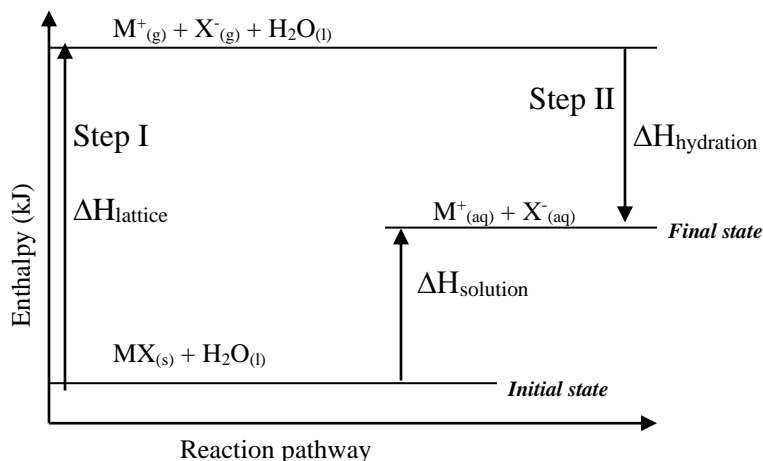 M⁺(g) + X⁻(g) + H₂O(l)
Step I
Step II
ΔHhydration
ΔHlattice
M⁺(aq) + X⁻(aq)
Final state
ΔHsolution
Enthalpy (kJ)
MX(s) + H₂O(l)
Initial state
Reaction pathway